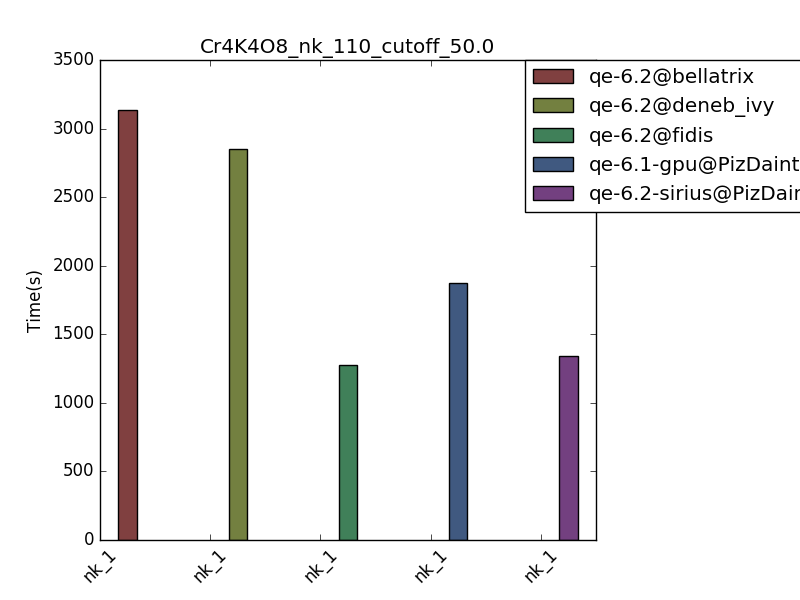 Cr4K4O8_nk_110_cutoff_50.0
3500
3000
2500
2000
1500
1000
500
0
Time(s)
nk_1
nk_1
nk_1
nk_1
nk_1
qe-6.2@bellatrix
qe-6.2@deneb_ivy
qe-6.2@fidis
qe-6.1-gpu@PizDaint
qe-6.2-sirius@PizDai